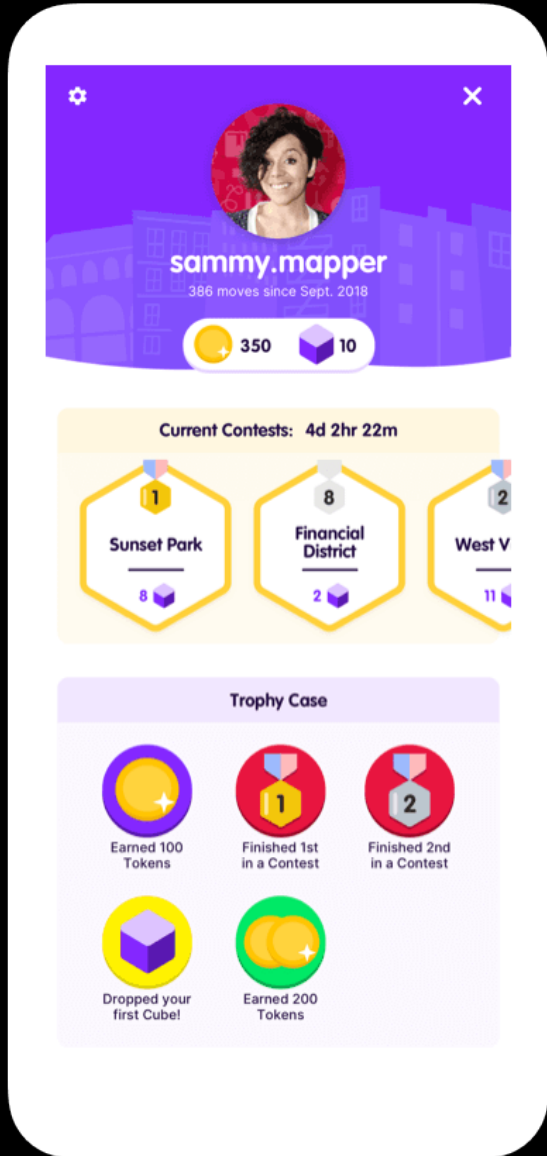 sammy.mapper
386 moves since Sept. 2018
350 10
Current Contests: 4d 2hr 22m
1 8 2
Sunset Park
Financial
District
West V
8 2 11
Trophy Case
1 2
Earned 100
Tokens
Finished 1st
in a Contest
Finished 2nd
in a Contest
Dropped your
first Cube!
Earned 200
Tokens